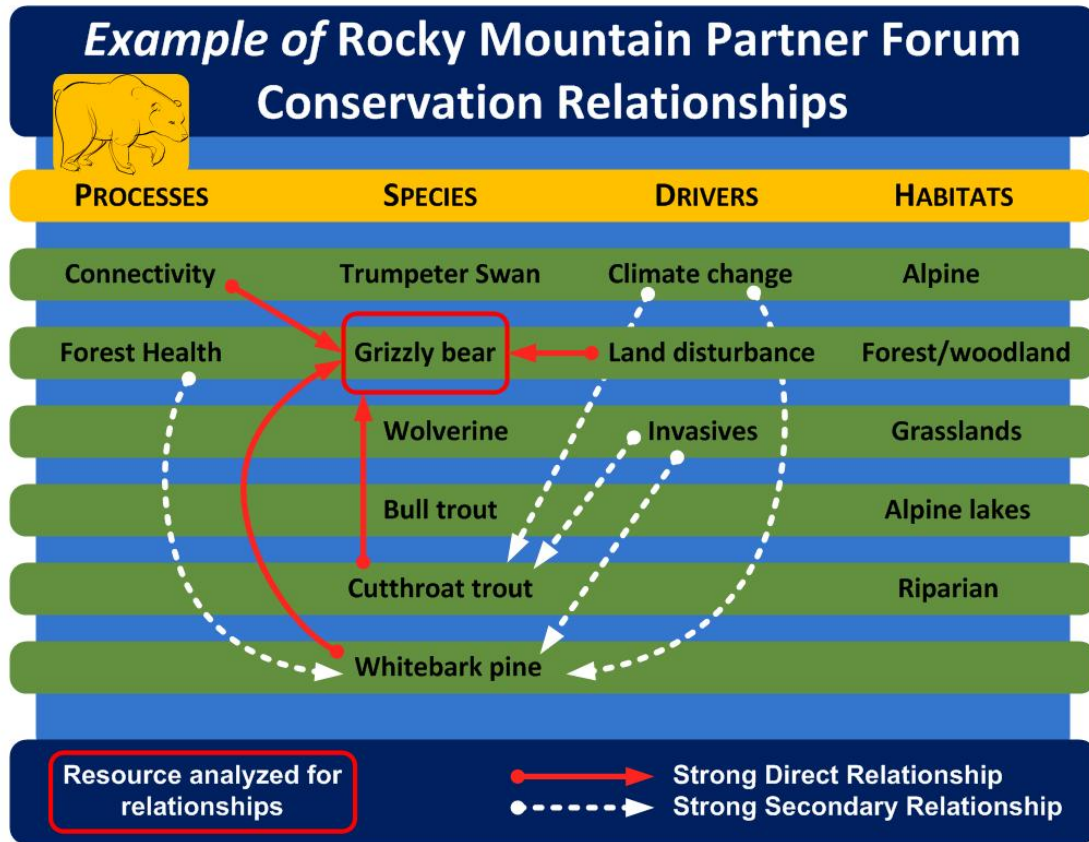 Example of Rocky Mountain Partner Forum
Conservation Relationships
PROCESSES SPECIES DRIVERS HABITATS
Connectivity Trumpeter Swan Climate change Alpine
Forest Health Grizzly bear Land disturbance Forest/woodland
Wolverine Invasives Grasslands
Bull trout Alpine lakes
Cutthroat trout Riparian
Whitebark pine
Resource analyzed for
relationships
Strong Direct Relationship
Strong Secondary Relationship